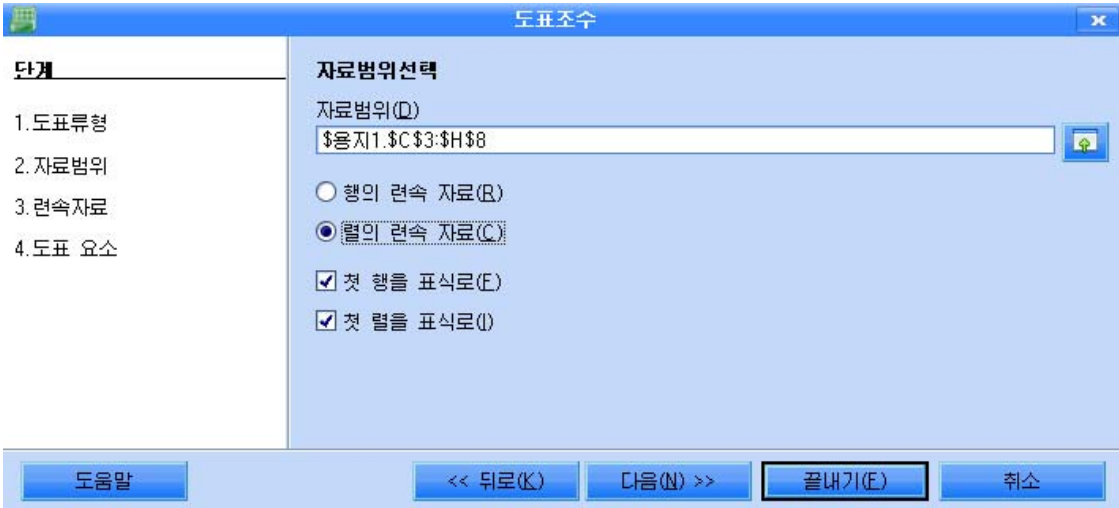 도표조수
단계
1.도표류형
2.자료범위
3.련속자료
4.도표 요소
자료범위선택
자료범위(D)
$용지1.$C$3:$H$8
행의 련속 자료(R)
렬의 련속 자료(C)
첫 행을 표식로(F)
첫 렬을 표식로(I)
도움말
<< 뒤로(K)
다음(N) >>
끝내기(E)
취소